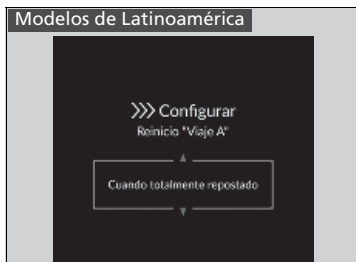 Modelos de Latinoamérica
Configurar
Reinicio "Viaje A"
Cuando totalmente repostado